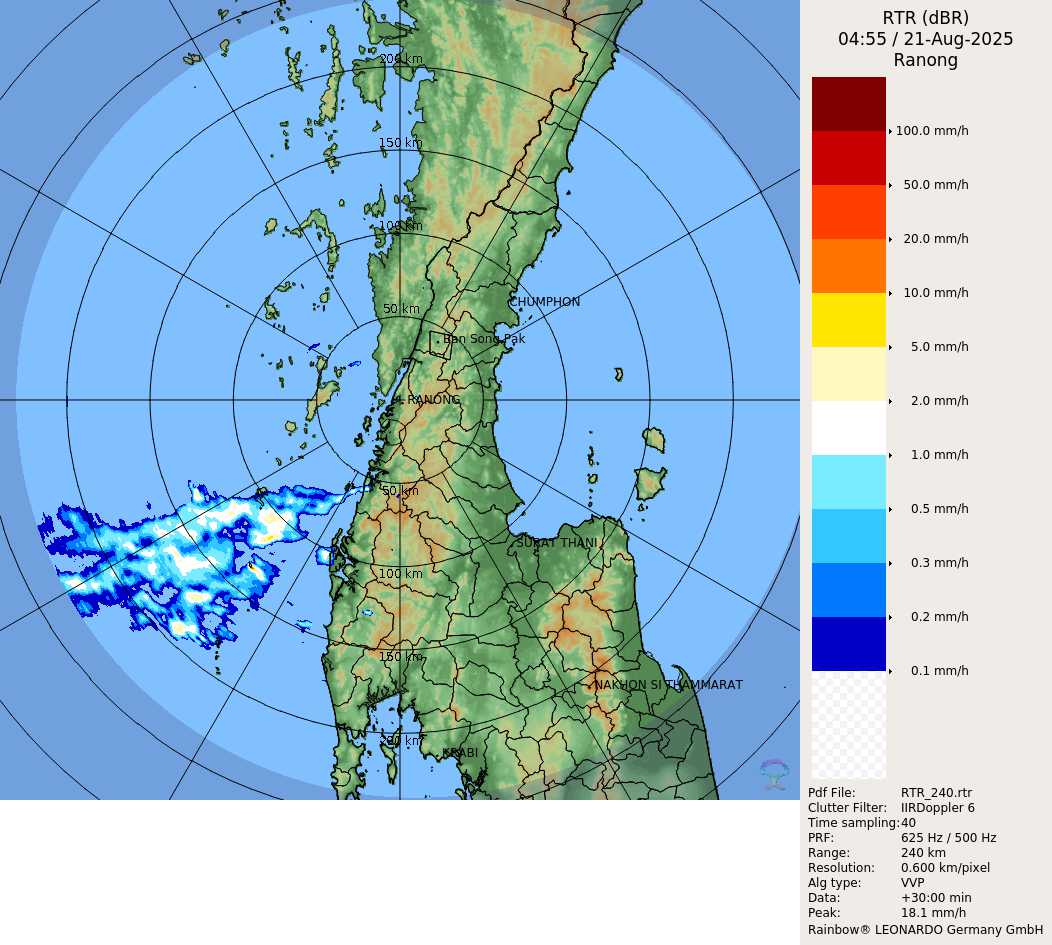 RTR (dBR)
04:55 / 21-Aug-2025
Ranong
100.0 mm/h
50.0 mm/h
20.0 mm/h
10.0 mm/h
5.0 mm/h
2.0 mm/h
1.0 mm/h
0.5 mm/h
0.3 mm/h
0.2 mm/h
0.1 mm/h
200 km
150 km
100 km
50 km
CHUMPHON
Ban Song Pak
RANONG
50 km
SURAT THANI
100 km
150 km
NAKHON SI THAMMARAT
200 km
KRABI
Pdf File: RTR_240.rtr
Clutter Filter: IIRDoppler 6
Time sampling: 40
PRF: 625 Hz / 500 Hz
Range: 240 km
Resolution: 0.600 km/pixel
Alg type: VVP
Data: +30:00 min
Peak: 18.1 mm/h
Rainbow® LEONARDO Germany GmbH